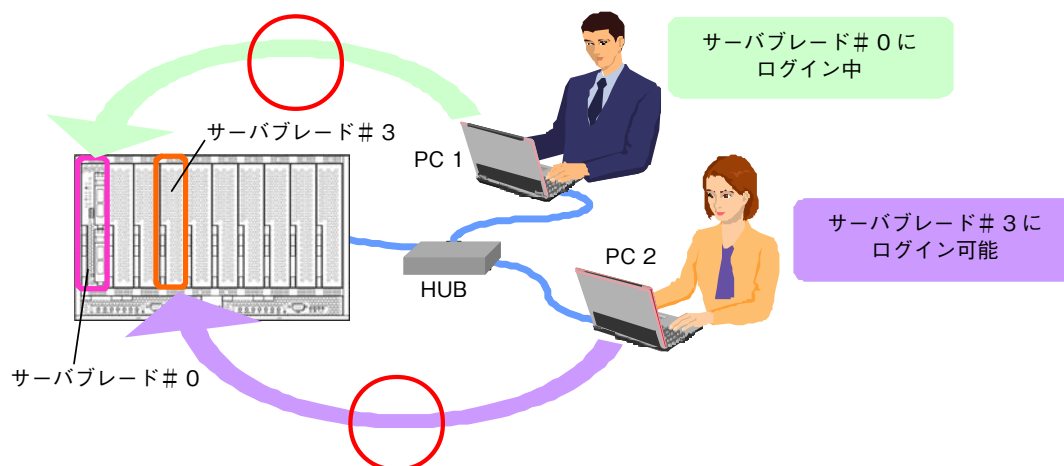 サーバブレード＃０に
ログイン中
サーバブレード＃３
PC 1
サーバブレード＃３に
ログイン可能
PC 2
HUB
サーバブレード＃０